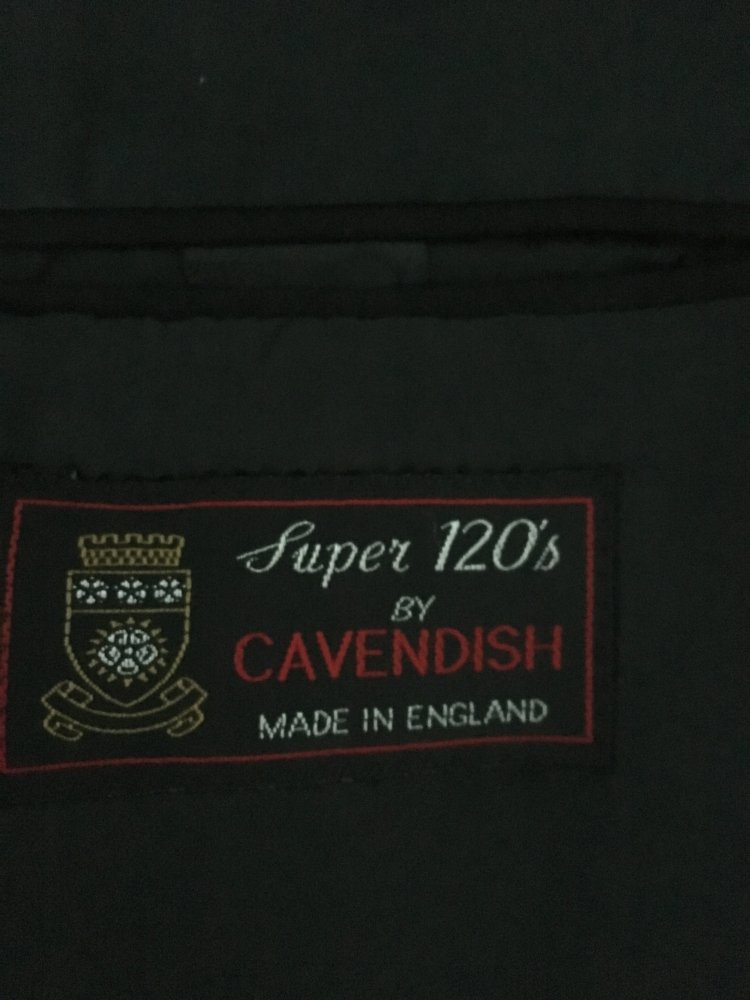 Super 120's
BY
CAVENDISH
MADE IN ENGLAND